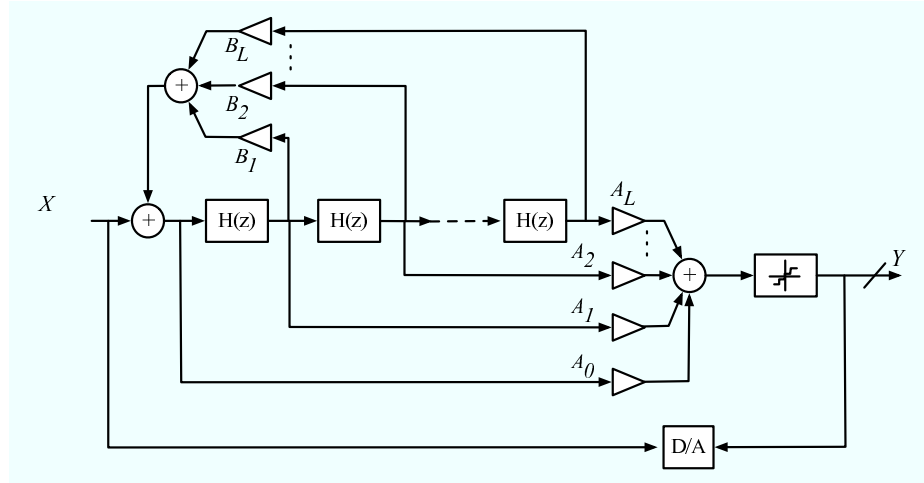 B_L
+
B_2
B_1
X
+
H(z)
H(z)
H(z)
A_L
A_2
+
Y
A_1
A_0
D/A